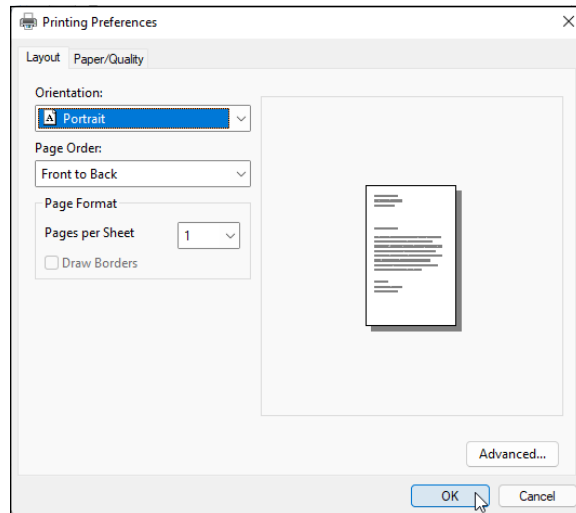 Printing Preferences
Layout Paper/Quality
Orientation:
A Portrait
Page Order:
Front to Back
Page Format
Pages per Sheet 1
Draw Borders
Advanced...
OK Cancel